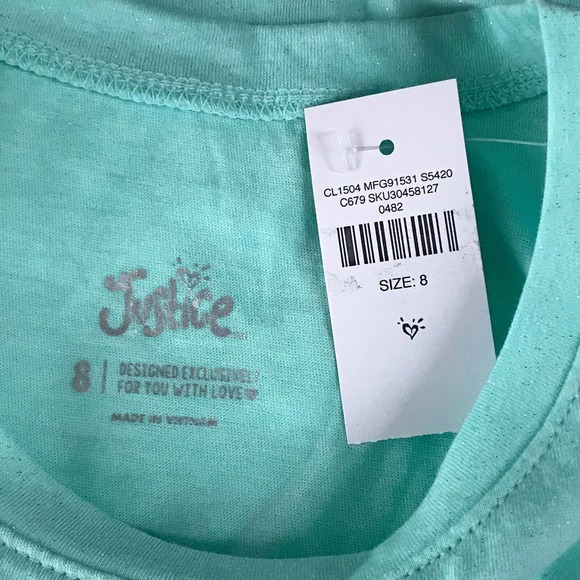 CL1504 MFG91531 S5420
C679 SKU30458127
0482
SIZE: 8
Justice
8 | DESIGNED EXCLUSIVELY
FOR YOU WITH LOVE
MADE IN VIETNAM